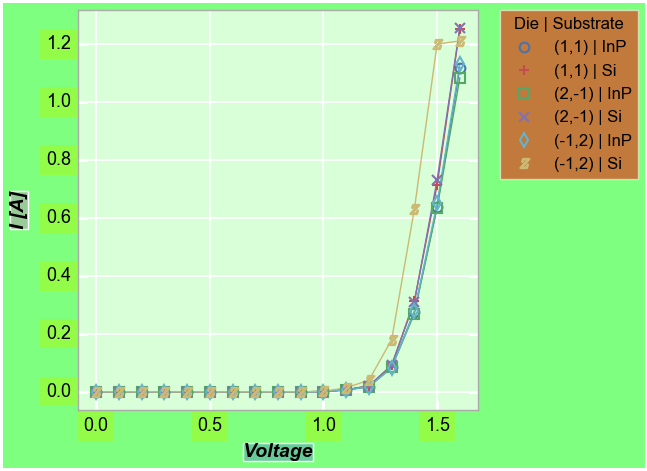 Die | Substrate
(1,1) | InP
(1,1) | Si
(2,-1) | InP
(2,-1) | Si
(-1,2) | InP
(-1,2) | Si
1.2
1.0
0.8
0.6
0.4
0.2
0.0
I [A]
0.0 0.5 1.0 1.5
Voltage